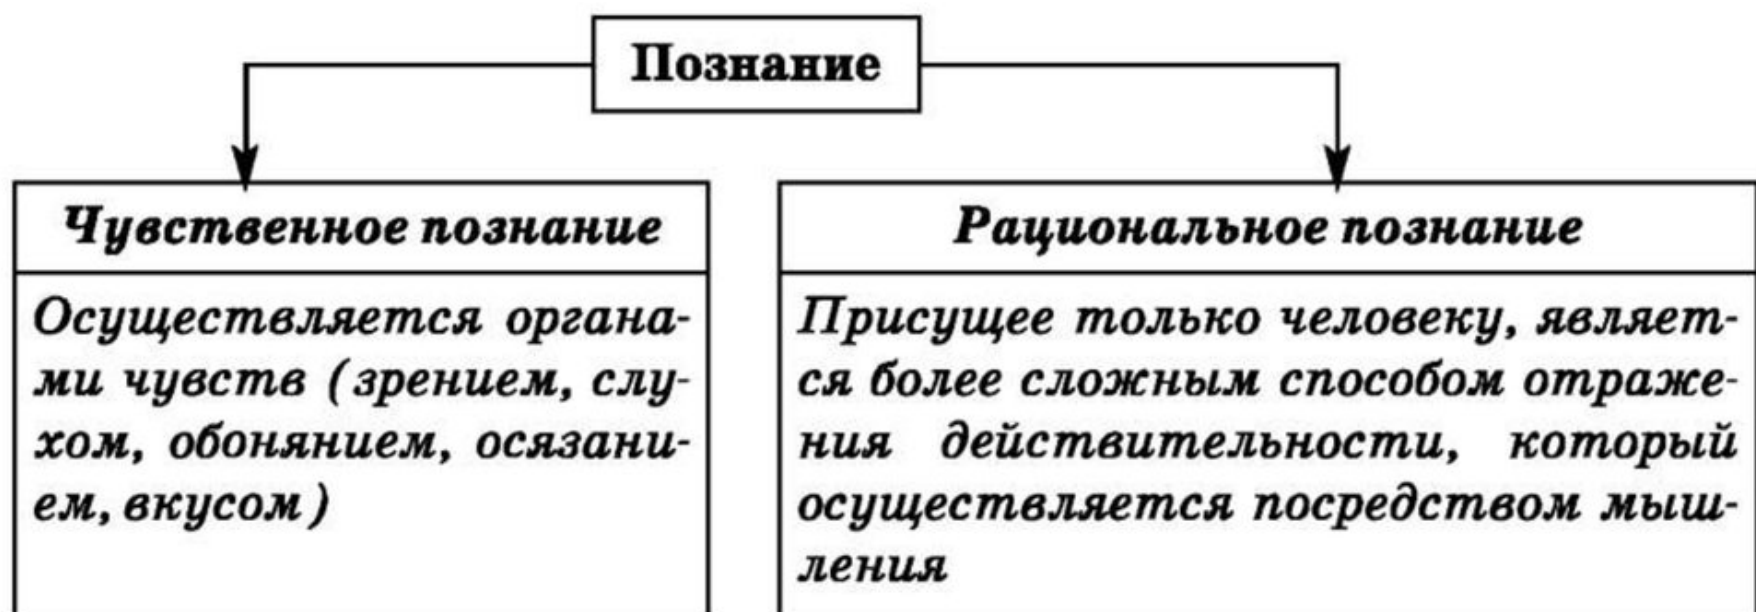 Познание
Чувственное познание
Осуществляется органа-
ми чувств (зрением, слу-
хом, обонянием, осязани-
ем, вкусом)
Рациональное познание
Присущее только человеку, являет-
ся более сложным способом отраже-
ния действительности, который
осуществляется посредством мыш-
ления